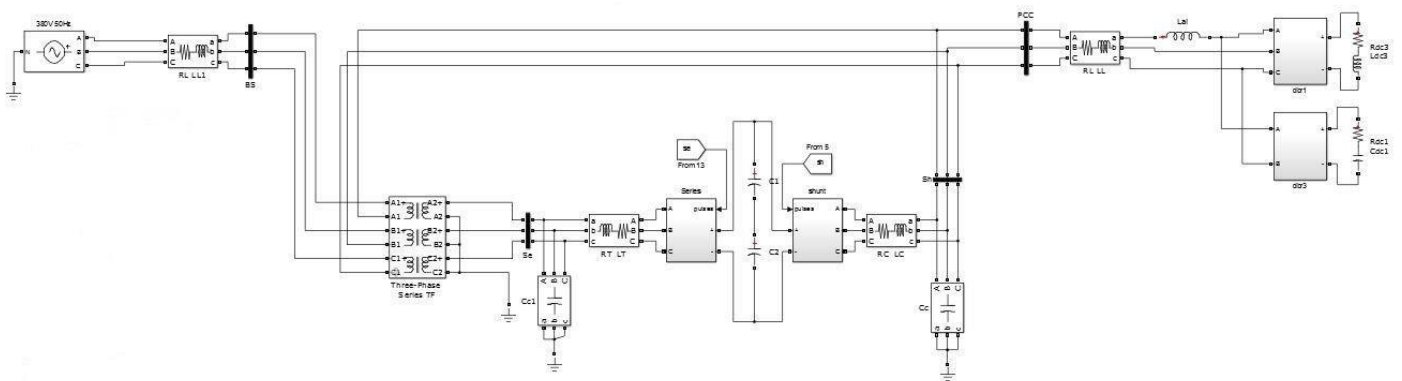 380V 50Hz
N
A
B
C
A
B
C
a
b
c
RL LL1
BS
PCC
A
B
C
a
b
c
RL LL
Lal
A
B
C
+
-
dbr1
Rdc3
Ldc3
A
B
+
-
dbr3
Rdc1
Cdc1
A1+
A1
B1+
B1
C1+
C1
A2+
A2
B2+
B2
C2+
C2
Three-Phase
Series TF
Se
a
b
c
A
B
C
RT LT
A B C
a b c
Cc1
se
From 13
Series
A
B
C
pulses
+
-
C1
C2
From 5
sh
shunt
pulses
+
-
A
B
C
A
B
C
a
b
c
RC LC
Sh
A B C
a b c
Cc